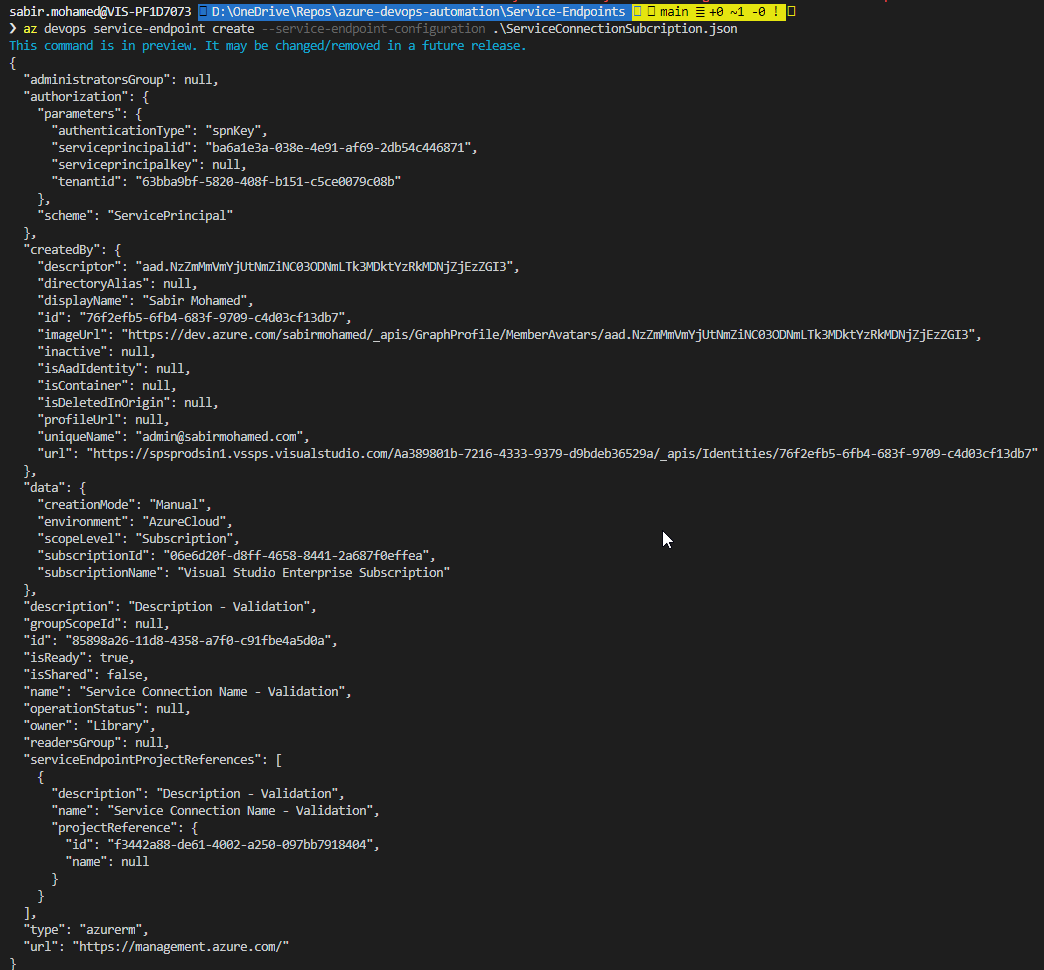 sabir.mohamed@VIS-PF1D7073 D:\OneDrive\Repos\azure-devops-automation\Service-Endpoints main ≡ +0 ~1 -0 !
❯ az devops service-endpoint create --service-endpoint-configuration .\ServiceConnectionSubcription.json
This command is in preview. It may be changed/removed in a future release.
{
  "administratorsGroup": null,
  "authorization": {
    "parameters": {
      "authenticationType": "spnKey",
      "serviceprincipalid": "ba6a1e3a-038e-4e91-af69-2db54c446871",
      "serviceprincipalkey": null,
      "tenantid": "63bba9bf-5820-408f-b151-c5ce0079c08b"
    },
    "scheme": "ServicePrincipal"
  },
  "createdBy": {
    "descriptor": "aad.NzZmMmVmYjUtNmZiNC03ODNmLTk3MDktYzRkMDNjZjEzZGI3",
    "directoryAlias": null,
    "displayName": "Sabir Mohamed",
    "id": "76f2efb5-6fb4-683f-9709-c4d03cf13db7",
    "imageUrl": "https://dev.azure.com/sabirmohamed/_apis/GraphProfile/MemberAvatars/aad.NzZmMmVmYjUtNmZiNC03ODNmLTk3MDktYzRkMDNjZjEzZGI3",
    "inactive": null,
    "isAadIdentity": null,
    "isContainer": null,
    "isDeletedInOrigin": null,
    "profileUrl": null,
    "uniqueName": "admin@sabirmohamed.com",
    "url": "https://spsprodsin1.vssps.visualstudio.com/Aa389801b-7216-4333-9379-d9bdeb36529a/_apis/Identities/76f2efb5-6fb4-683f-9709-c4d03cf13db7"
  },
  "data": {
    "creationMode": "Manual",
    "environment": "AzureCloud",
    "scopeLevel": "Subscription",
    "subscriptionId": "06e6d20f-d8ff-4658-8441-2a687f0effea",
    "subscriptionName": "Visual Studio Enterprise Subscription"
  },
  "description": "Description - Validation",
  "groupScopeId": null,
  "id": "85898a26-11d8-4358-a7f0-c91fbe4a5d0a",
  "isReady": true,
  "isShared": false,
  "name": "Service Connection Name - Validation",
  "operationStatus": null,
  "owner": "Library",
  "readersGroup": null,
  "serviceEndpointProjectReferences": [
    {
      "description": "Description - Validation",
      "name": "Service Connection Name - Validation",
      "projectReference": {
        "id": "f3442a88-de61-4002-a250-097bb7918404",
        "name": null
      }
    }
  ],
  "type": "azurerm",
  "url": "https://management.azure.com/"
}